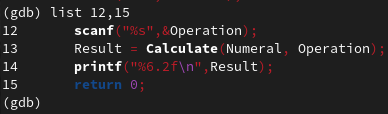 (gdb) list 12,15
12 scanf("%s",&Operation);
13 Result = Calculate(Numeral, Operation);
14 printf("%6.2f\n",Result);
15 return 0;
(gdb)